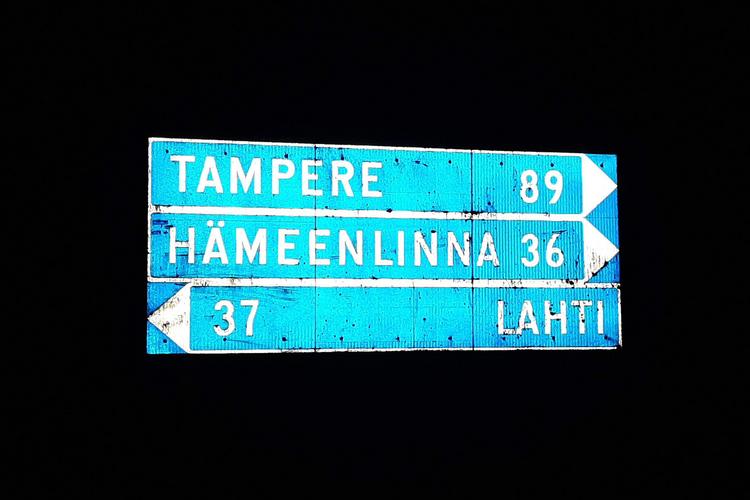 TAMPERE 89
HÄMEENLINNA 36
37 LAHTI